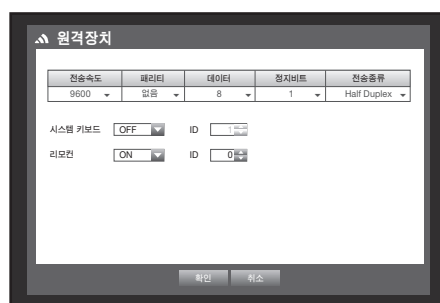 원격장치
전송속도 패리티 데이터 정지비트 전송종류
9600 없음 8 1 Half Duplex
시스템 키보드 OFF ID 1
리모컨 ON ID 0
확인 취소